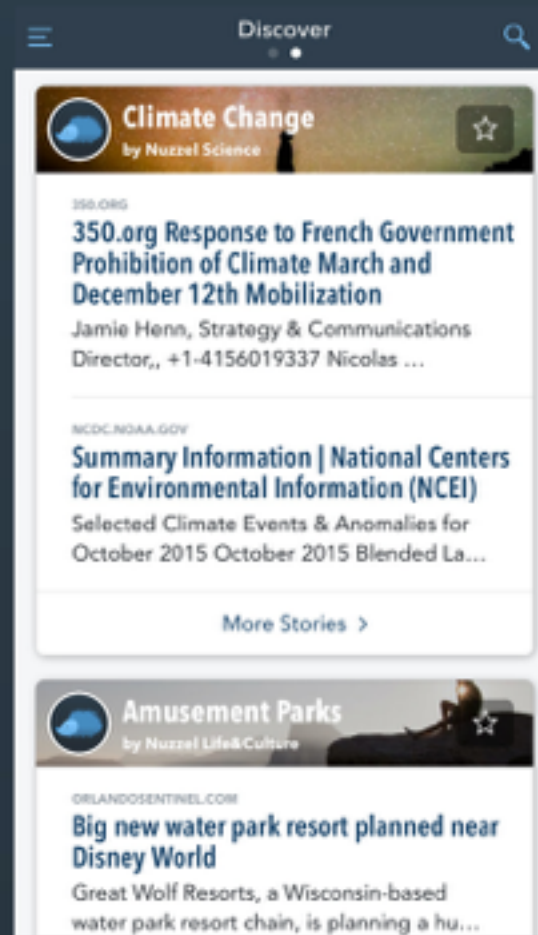 Discover
Climate Change
by Nuzzel Science
350.ORG
350.org Response to French Government
Prohibition of Climate March and
December 12th Mobilization
Jamie Henn, Strategy & Communications
Director,, +1-4156019337 Nicolas ...
NCDC.NOAA.GOV
Summary Information | National Centers
for Environmental Information (NCEI)
Selected Climate Events & Anomalies for
October 2015 October 2015 Blended La...
More Stories >
Amusement Parks
by Nuzzel Life&Culture
ORLANDOSENTINEL.COM
Big new water park resort planned near
Disney World
Great Wolf Resorts, a Wisconsin-based
water park resort chain, is planning a hu...